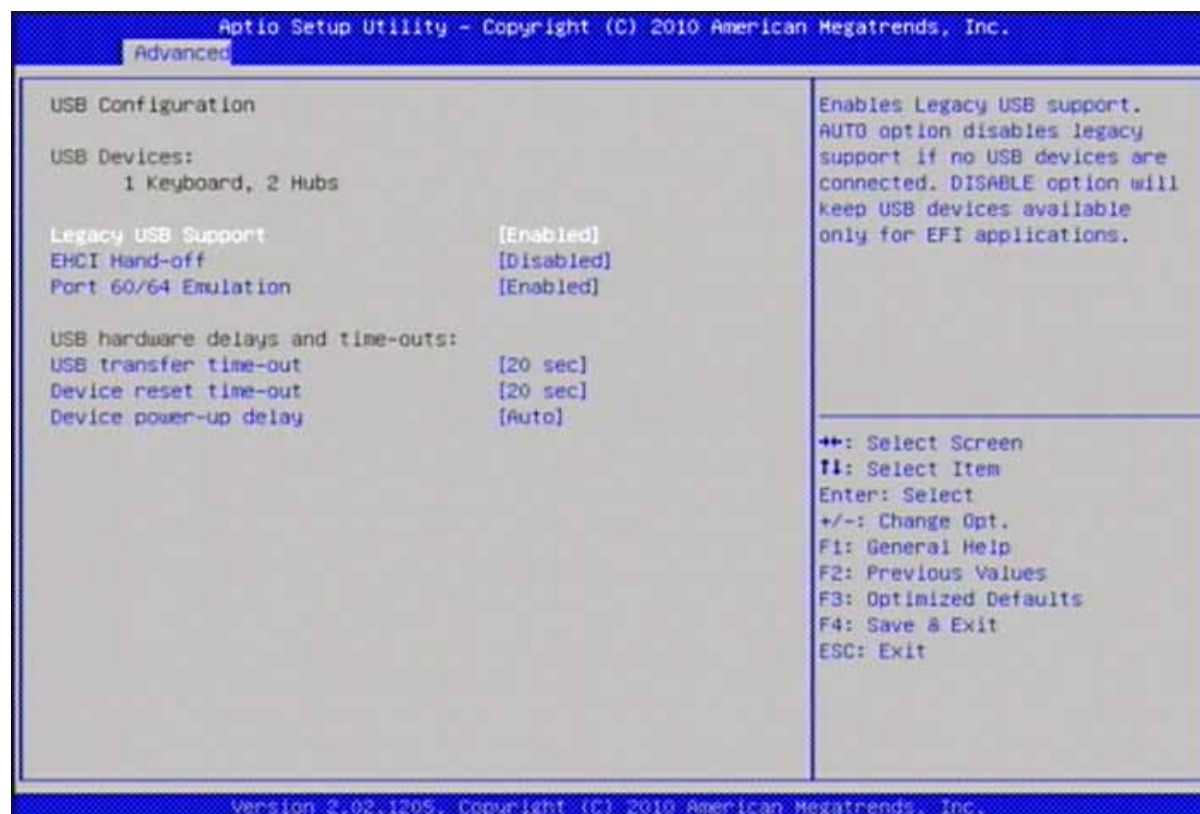 Aptio Setup Utility - Copyright (C) 2010 American Megatrends, Inc.
Advanced
USB Configuration
USB Devices:
1 Keyboard, 2 Hubs
Legacy USB Support [Enabled]
EHCI Hand-off [Disabled]
Port 60/64 Emulation [Enabled]
USB hardware delays and time-outs:
USB transfer time-out [20 sec]
Device reset time-out [20 sec]
Device power-up delay [Auto]
Enables Legacy USB support.
AUTO option disables legacy
support if no USB devices are
connected. DISABLE option will
keep USB devices available
only for EFI applications.
→←: Select Screen
↑↓: Select Item
Enter: Select
+/-: Change Opt.
F1: General Help
F2: Previous Values
F3: Optimized Defaults
F4: Save & Exit
ESC: Exit
Version 2.02.1205. Copyright (C) 2010 American Megatrends, Inc.